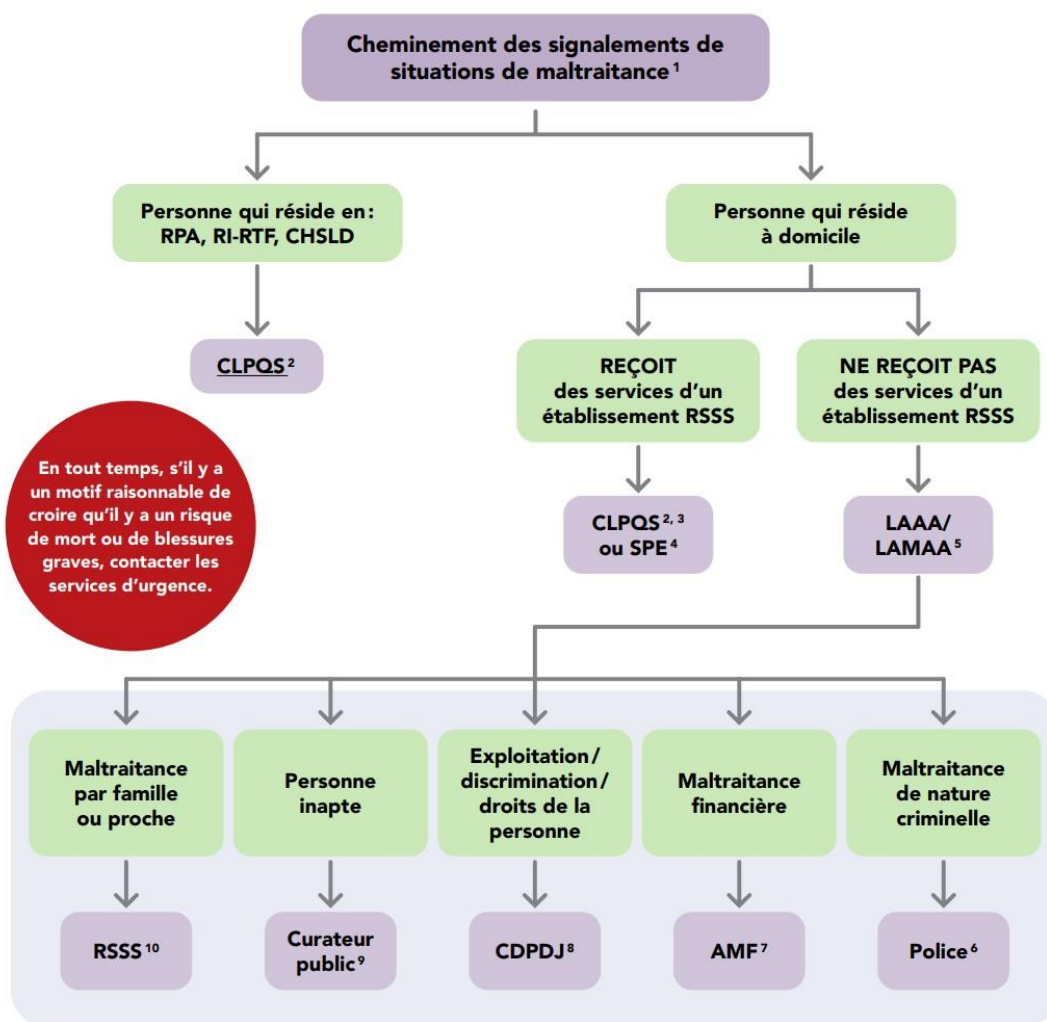 Cheminement des signalements de
situations de maltraitance 1
Personne qui réside en :
RPA, RI-RTF, CHSLD
Personne qui réside
à domicile
CLPQS 2
REÇOIT
des services d'un
établissement RSSS
NE REÇOIT PAS
des services d'un
établissement RSSS
En tout temps, s'il y a
un motif raisonnable de
croire qu'il y a un risque
de mort ou de blessures
graves, contacter les
services d'urgence.
CLPQS 2, 3
ou SPE 4
LAAA/
LAMAA 5
Maltraitance
par famille
ou proche
Personne
inapte
Exploitation /
discrimination /
droits de la
personne
Maltraitance
financière
Maltraitance
de nature
criminelle
RSSS 10
Curateur
public 9
CDPDJ 8
AMF 7
Police 6